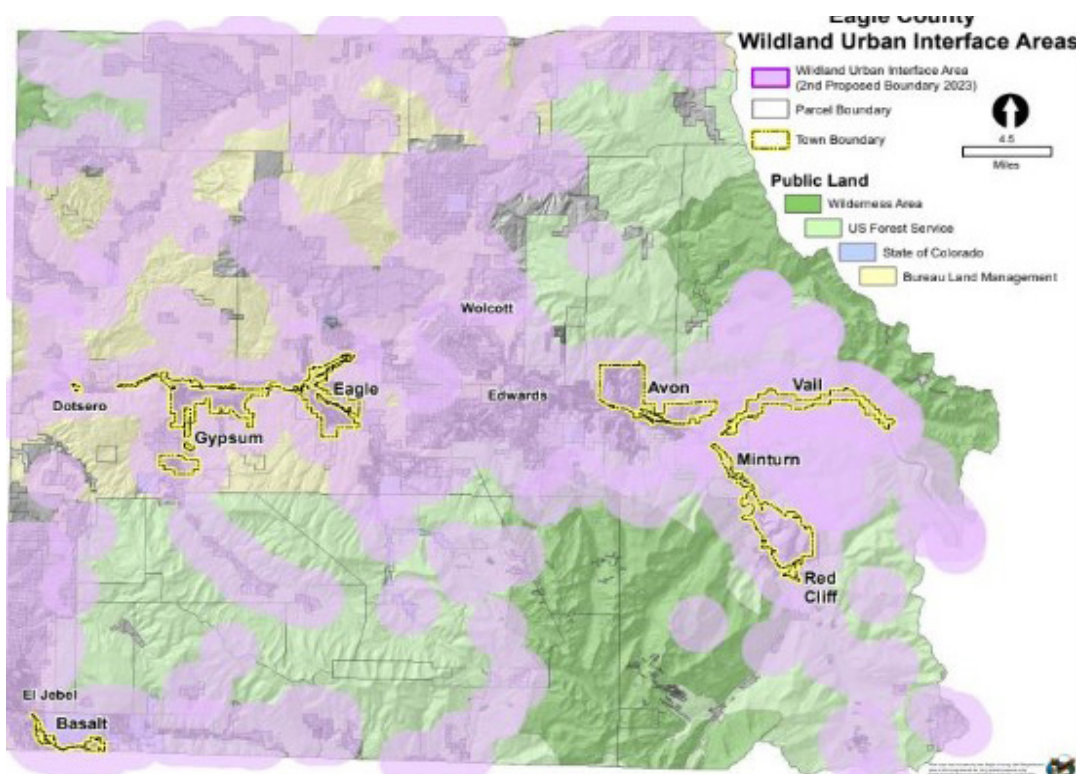 Eagle County
Wildland Urban Interface Areas
Wildland Urban Interface Area
(2nd Proposed Boundary 2023)
Parcel Boundary
Town Boundary
4.5
Miles
Public Land
Wilderness Area
US Forest Service
State of Colorado
Bureau Land Management
Wolcott
Eagle
Edwards
Avon
Vail
Dotsero
Gypsum
Minturn
Red
Cliff
El Jebel
Basalt